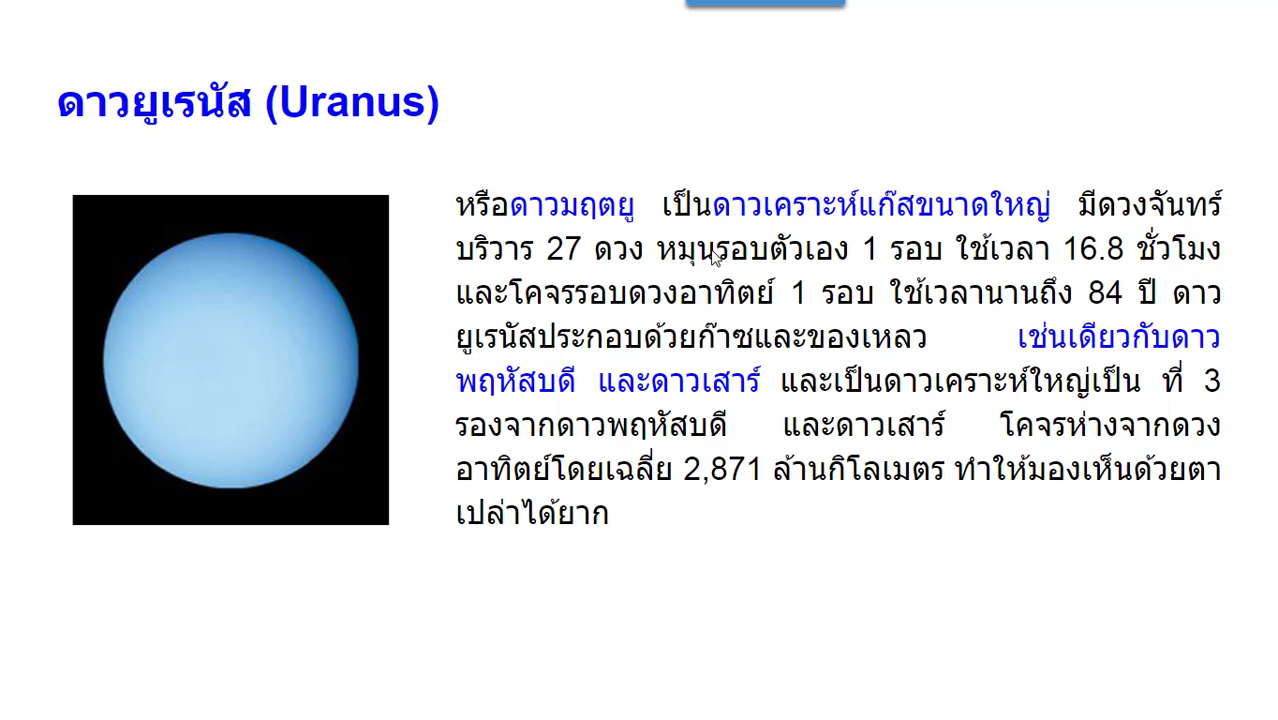 ดาวยูเรนัส (Uranus)
หรือดาวมฤตยู เป็นดาวเคราะห์แก๊สขนาดใหญ่ มีดวงจันทร์
บริวาร 27 ดวง หมุนรอบตัวเอง 1 รอบ ใช้เวลา 16.8 ชั่วโมง
และโคจรรอบดวงอาทิตย์ 1 รอบ ใช้เวลานานถึง 84 ปี ดาว
ยูเรนัสประกอบด้วยก๊าซและของเหลว เช่นเดียวกับดาว
พฤหัสบดี และดาวเสาร์ และเป็นดาวเคราะห์ใหญ่เป็น ที่ 3
รองจากดาวพฤหัสบดี และดาวเสาร์ โคจรห่างจากดวง
อาทิตย์โดยเฉลี่ย 2,871 ล้านกิโลเมตร ทำให้มองเห็นด้วยตา
เปล่าได้ยาก